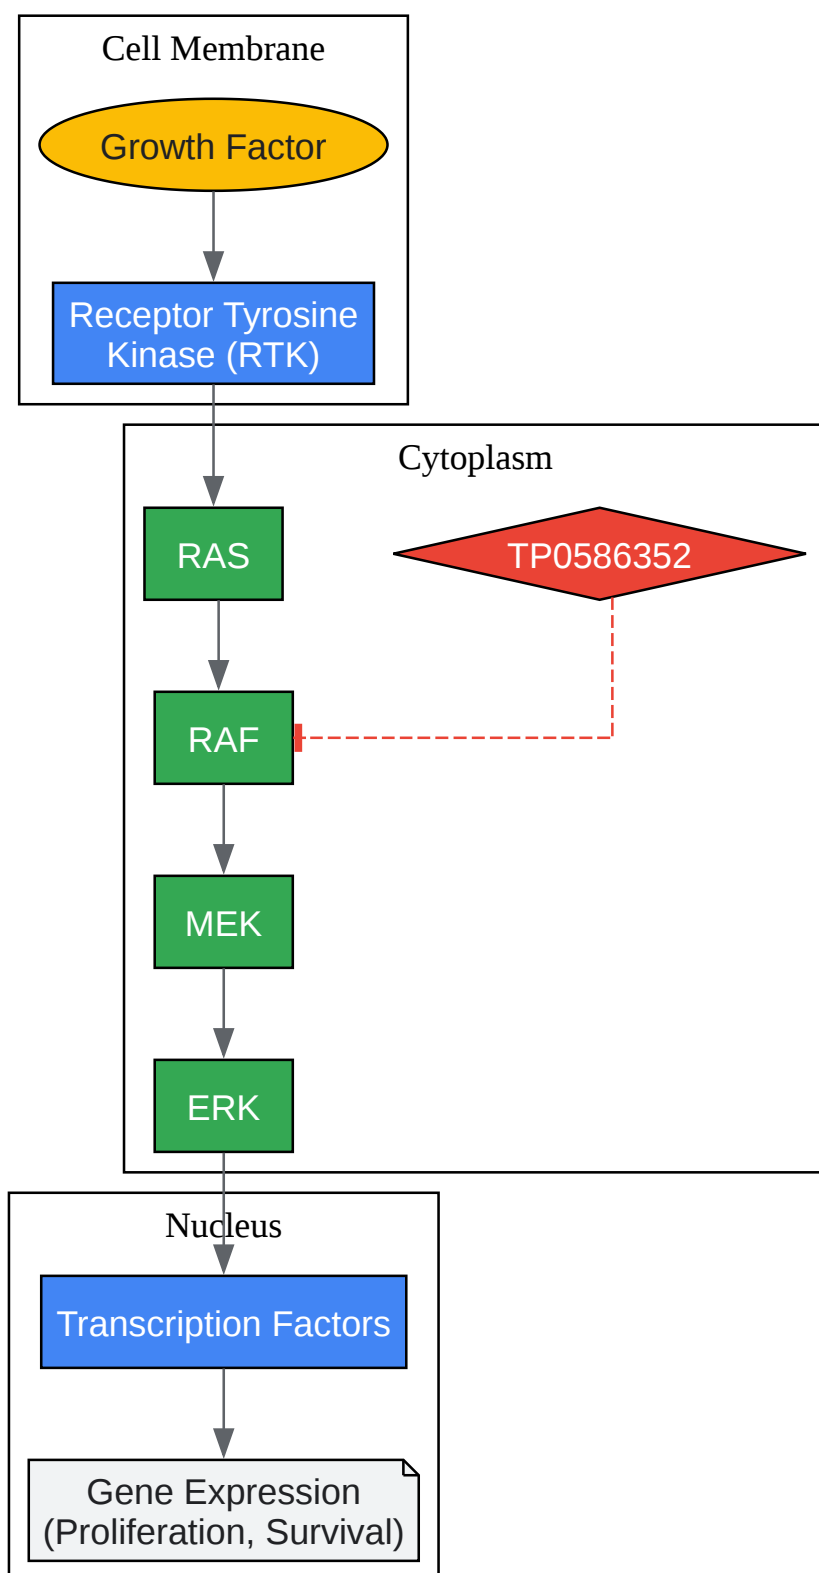 Cell Membrane
Growth Factor
Receptor Tyrosine
Kinase (RTK)
Cytoplasm
RAS
TP0586352
RAF
MEK
ERK
Nucleus
Transcription Factors
Gene Expression
(Proliferation, Survival)